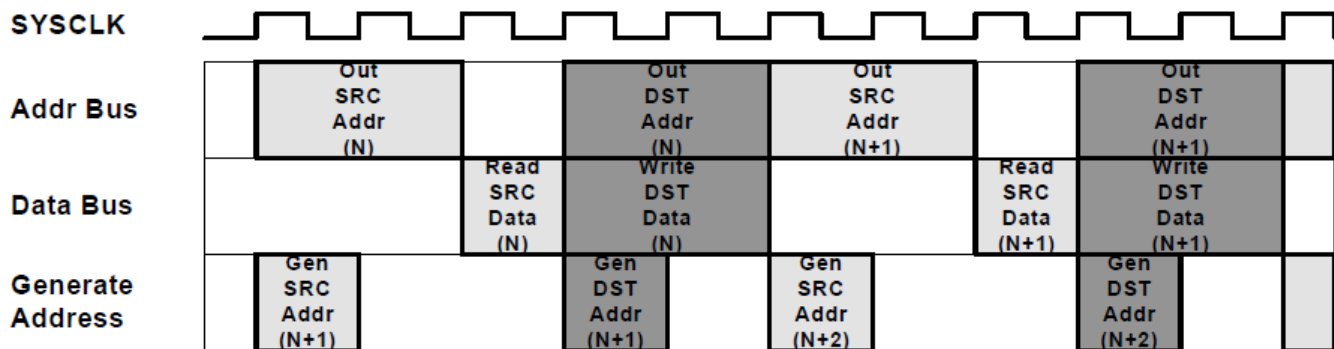 SYSCLK
Addr Bus
Out
SRC
Addr
(N)
Out
DST
Addr
(N)
Out
SRC
Addr
(N+1)
Out
DST
Addr
(N+1)
Data Bus
Read
SRC
Data
(N)
Write
DST
Data
(N)
Read
SRC
Data
(N+1)
Write
DST
Data
(N+1)
Generate
Address
Gen
SRC
Addr
(N+1)
Gen
DST
Addr
(N+1)
Gen
SRC
Addr
(N+2)
Gen
DST
Addr
(N+2)